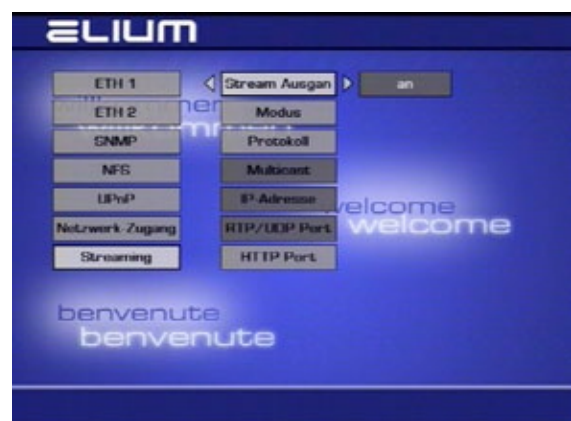 ELIUM
ETH 1
Stream Ausgan
an
ETH 2
Modus
SNMP
Protokoll
NFS
Multicast
UPnP
IP-Adresse
welcome
Netzwerk-Zugang
RTP/UDP Port
welcome
Streaming
HTTP Port
benvenute
benvenute